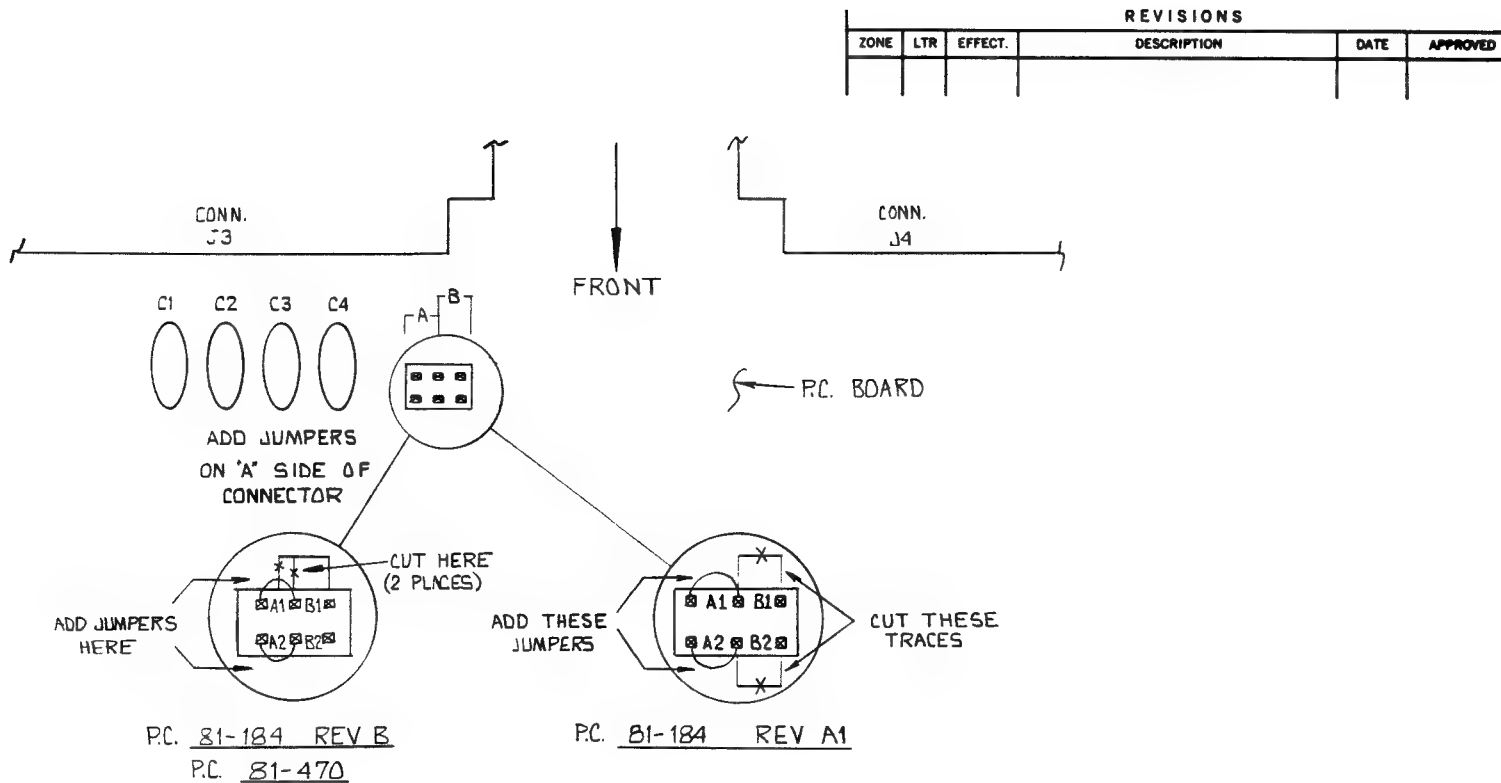 REVISIONS
ZONE LTR EFFECT. DESCRIPTION DATE APPROVED
CONN.
J3
CONN.
J4
FRONT
C1 C2 C3 C4
A
B
P.C. BOARD
ADD JUMPERS
ON "A" SIDE OF
CONNECTOR
CUT HERE
(2 PLACES)
A1 B1
A2 B2
ADD JUMPERS
HERE
ADD THESE
JUMPERS
A1 B1
A2 B2
CUT THESE
TRACES
P.C. 81-184 REV B
P.C. 81-470
P.C. 81-184 REV A1